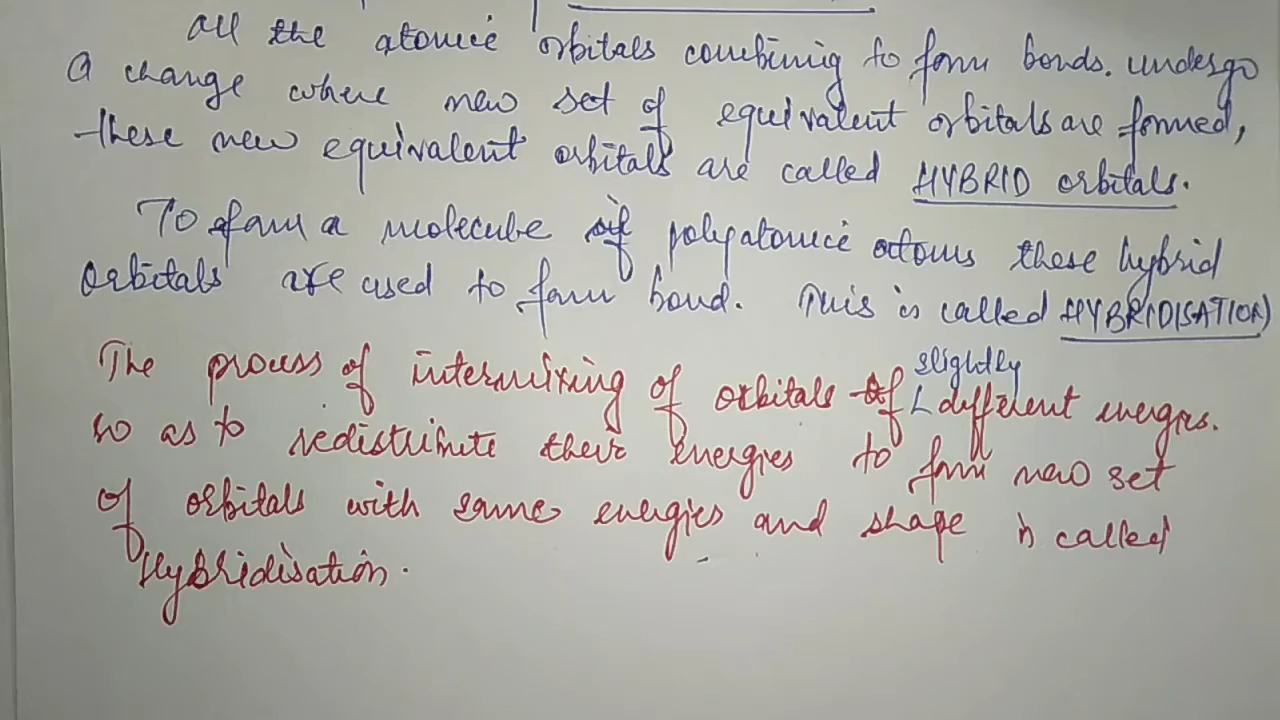 all the atomic orbitals combining to form bonds. undergo
a change where new set of equivalent orbitals are formed,
these new equivalent orbitals are called HYBRID orbitals.
To form a molecule of polyatomic atoms these hybrid
orbitals are used to form bond. This is called HYBRIDISATION)
The process of intermixing of orbitals of slightly different energies.
so as to redistribute their energies to form new set
of orbitals with same energies and shape is called
Hybridisation.